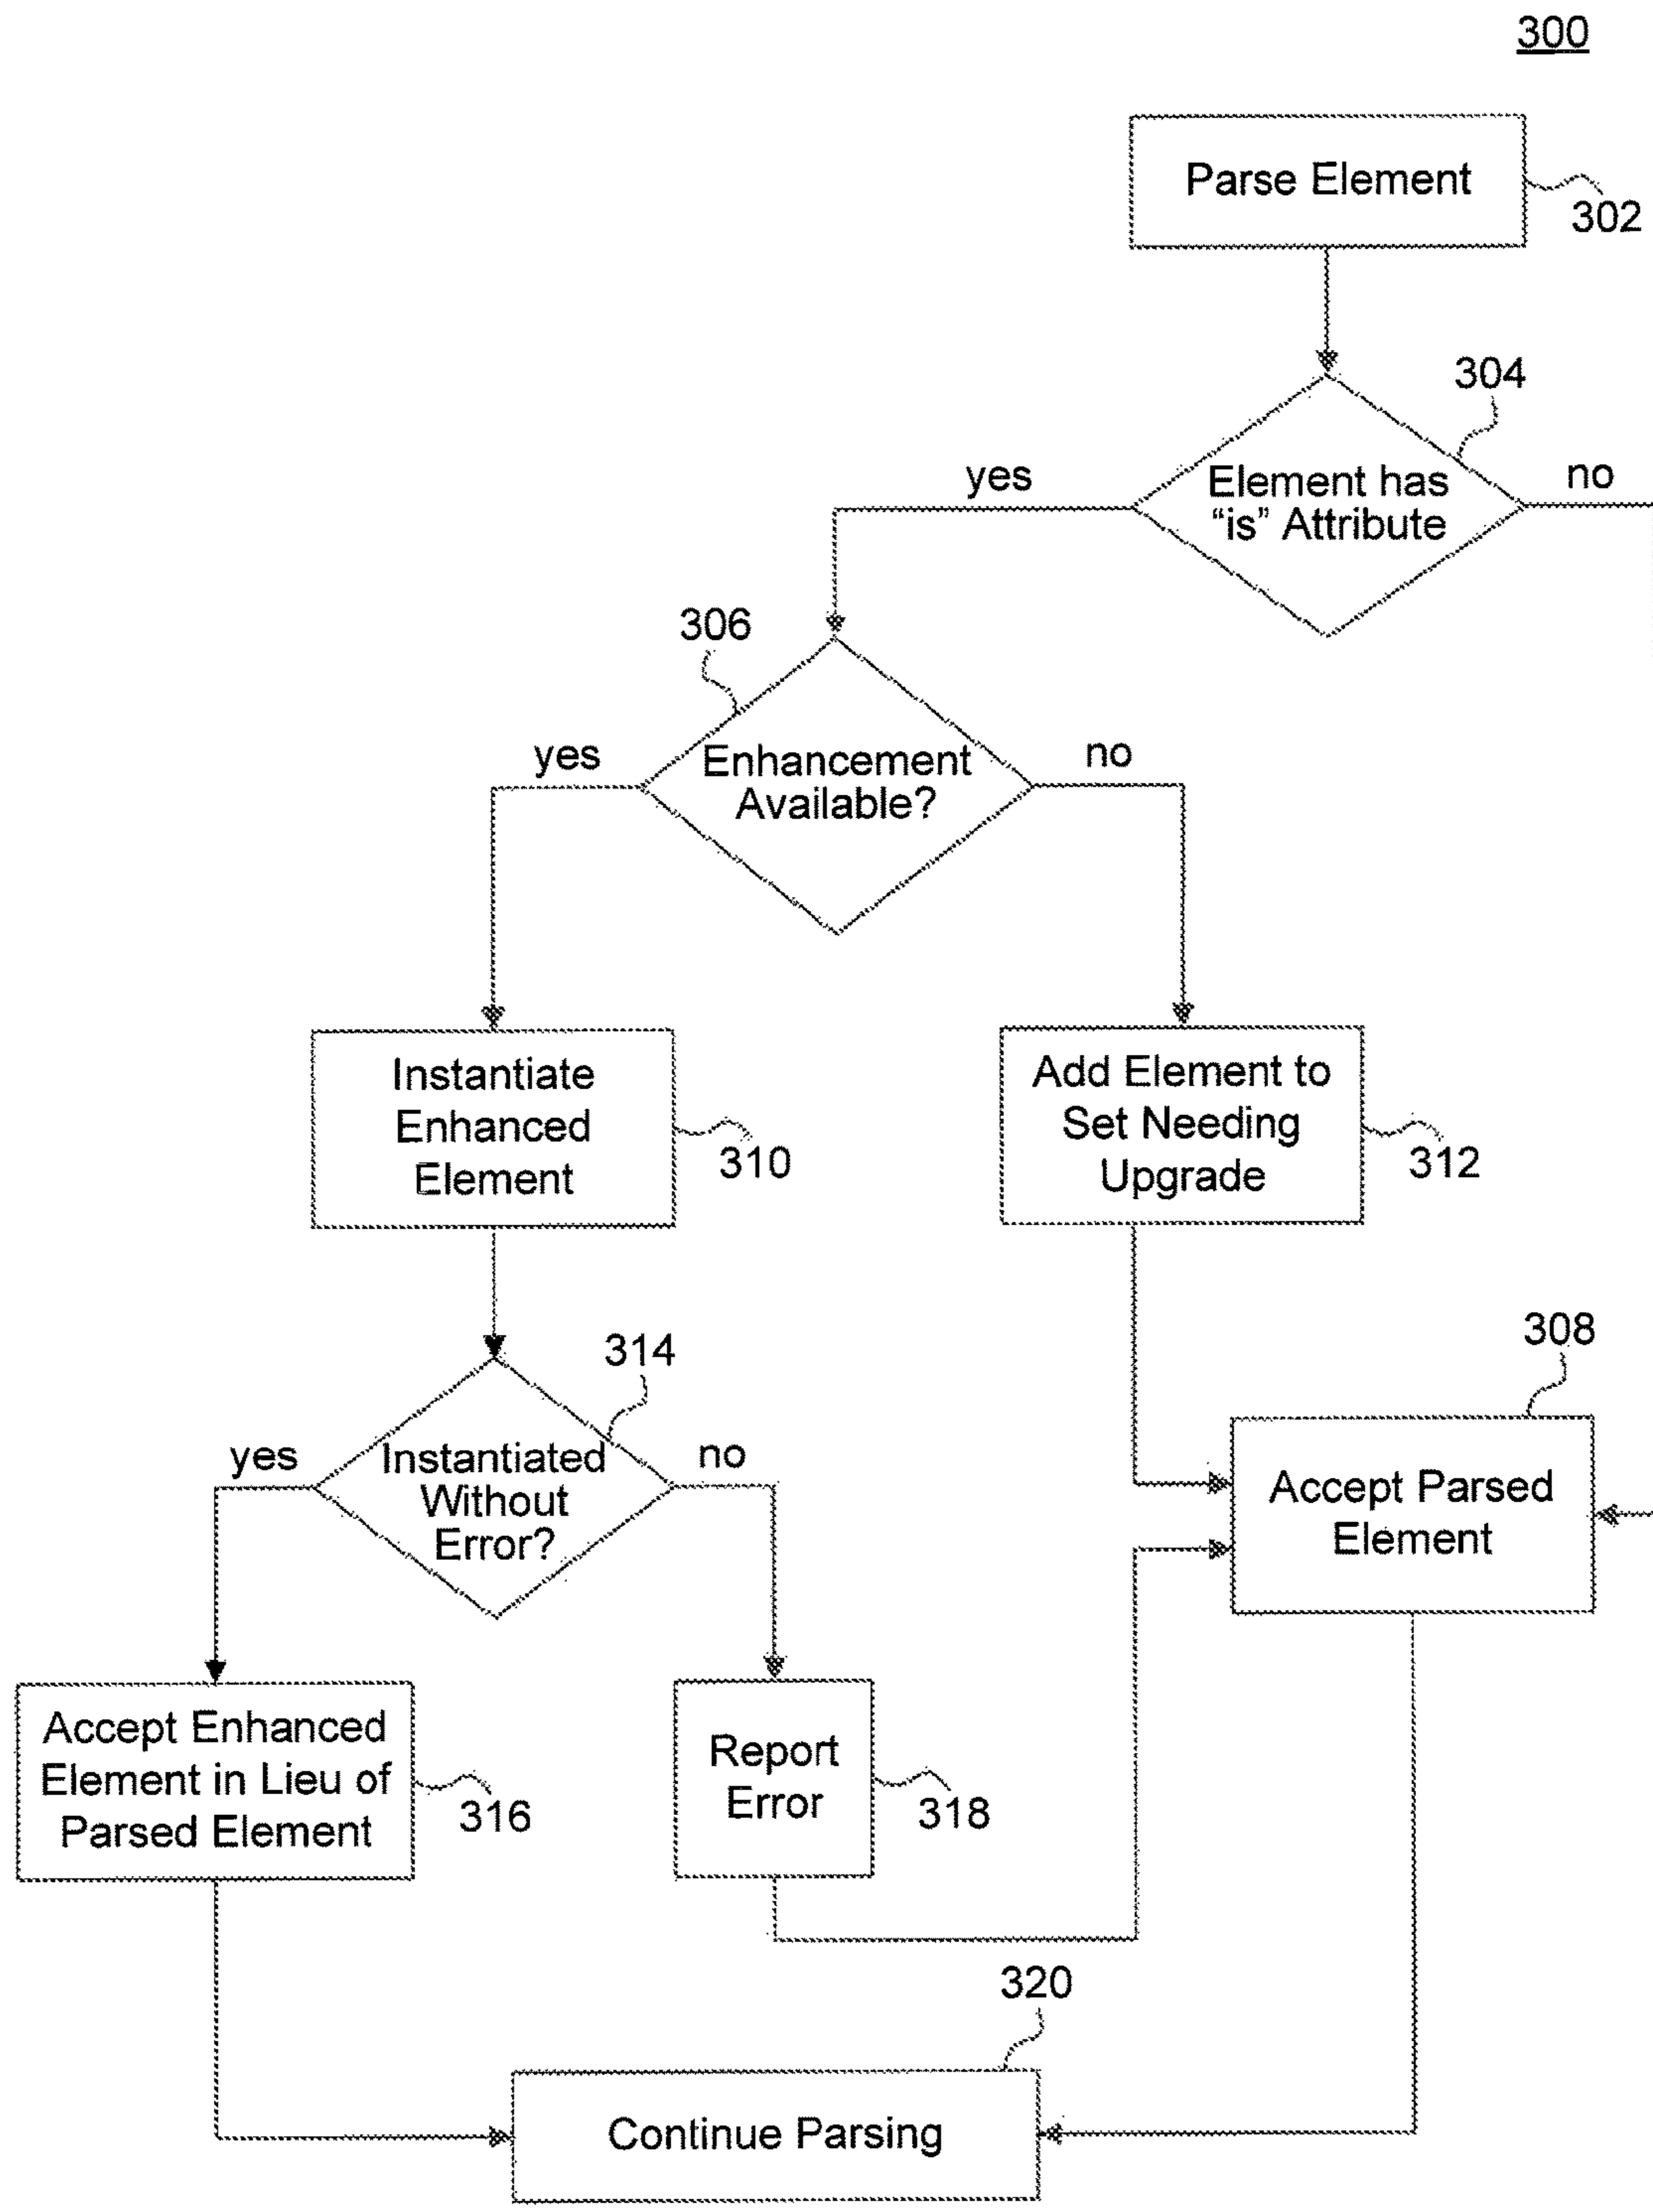 300
Parse Element
302
304
Element has
“is” Attribute
yes
no
306
Enhancement
Available?
yes
no
Instantiate
Enhanced
Element
310
Add Element to
Set Needing
Upgrade
312
308
Accept Parsed
Element
314
Instantiated
Without
Error?
yes
no
Accept Enhanced
Element in Lieu of
Parsed Element
316
Report
Error
318
320
Continue Parsing